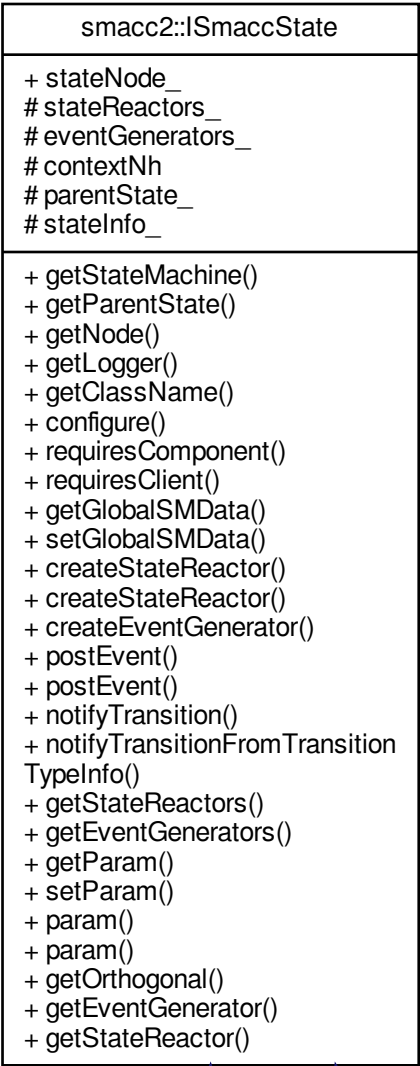 smacc2::ISmaccState
+ stateNode_
# stateReactors_
# eventGenerators_
# contextNh
# parentState_
# stateInfo_
+ getStateMachine()
+ getParentState()
+ getNode()
+ getLogger()
+ getClassName()
+ configure()
+ requiresComponent()
+ requiresClient()
+ getGlobalSMData()
+ setGlobalSMData()
+ createStateReactor()
+ createStateReactor()
+ createEventGenerator()
+ postEvent()
+ postEvent()
+ notifyTransition()
+ notifyTransitionFromTransition
TypeInfo()
+ getStateReactors()
+ getEventGenerators()
+ getParam()
+ setParam()
+ param()
+ param()
+ getOrthogonal()
+ getEventGenerator()
+ getStateReactor()